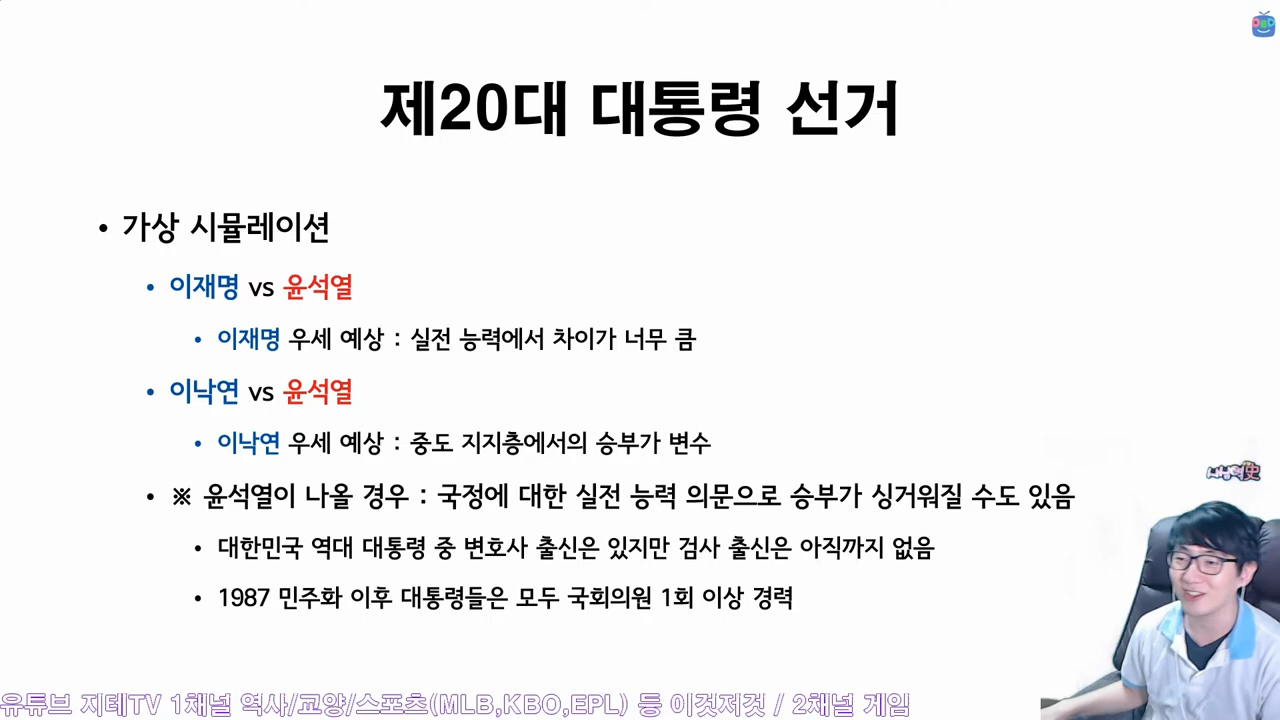 제20대 대통령 선거
• 가상 시뮬레이션
• 이재명 vs 윤석열
• 이재명 우세 예상 : 실전 능력에서 차이가 너무 큼
• 이낙연 vs 윤석열
• 이낙연 우세 예상 : 중도 지지층에서의 승부가 변수
• ※ 윤석열이 나올 경우 : 국정에 대한 실전 능력 의문으로 승부가 싱거워질 수도 있음
• 대한민국 역대 대통령 중 변호사 출신은 있지만 검사 출신은 아직까지 없음
• 1987 민주화 이후 대통령들은 모두 국회의원 1회 이상 경력
유튜브 지테TV 1채널 역사/교양/스포츠(MLB,KBO,EPL) 등 이것저것 / 2채널 게임